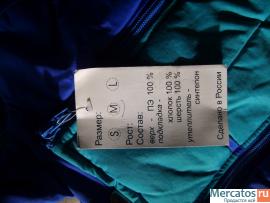 Размер:
S M L
Рост:
Состав:
верх - ПЭ 100 %
подкладка -
хлопок 100 %
шерсть 100 %
утеплитель -
синтепон
Сделано в России
Mercatos.ru